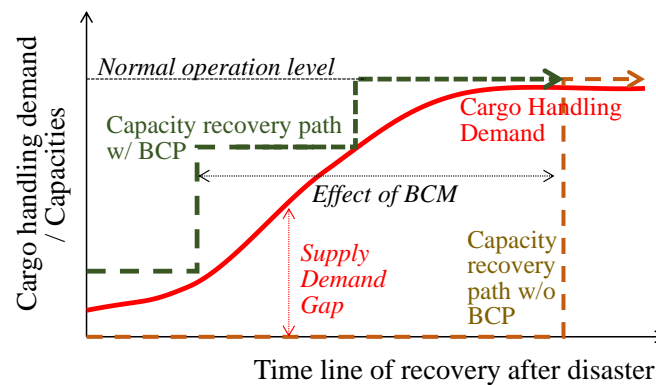 Cargo handling demand
/ Capacities
Normal operation level
Capacity recovery path
w/ BCP
Cargo Handling
Demand
Effect of BCM
Supply
Demand
Gap
Capacity
recovery
path w/o
BCP
Time line of recovery after disaster